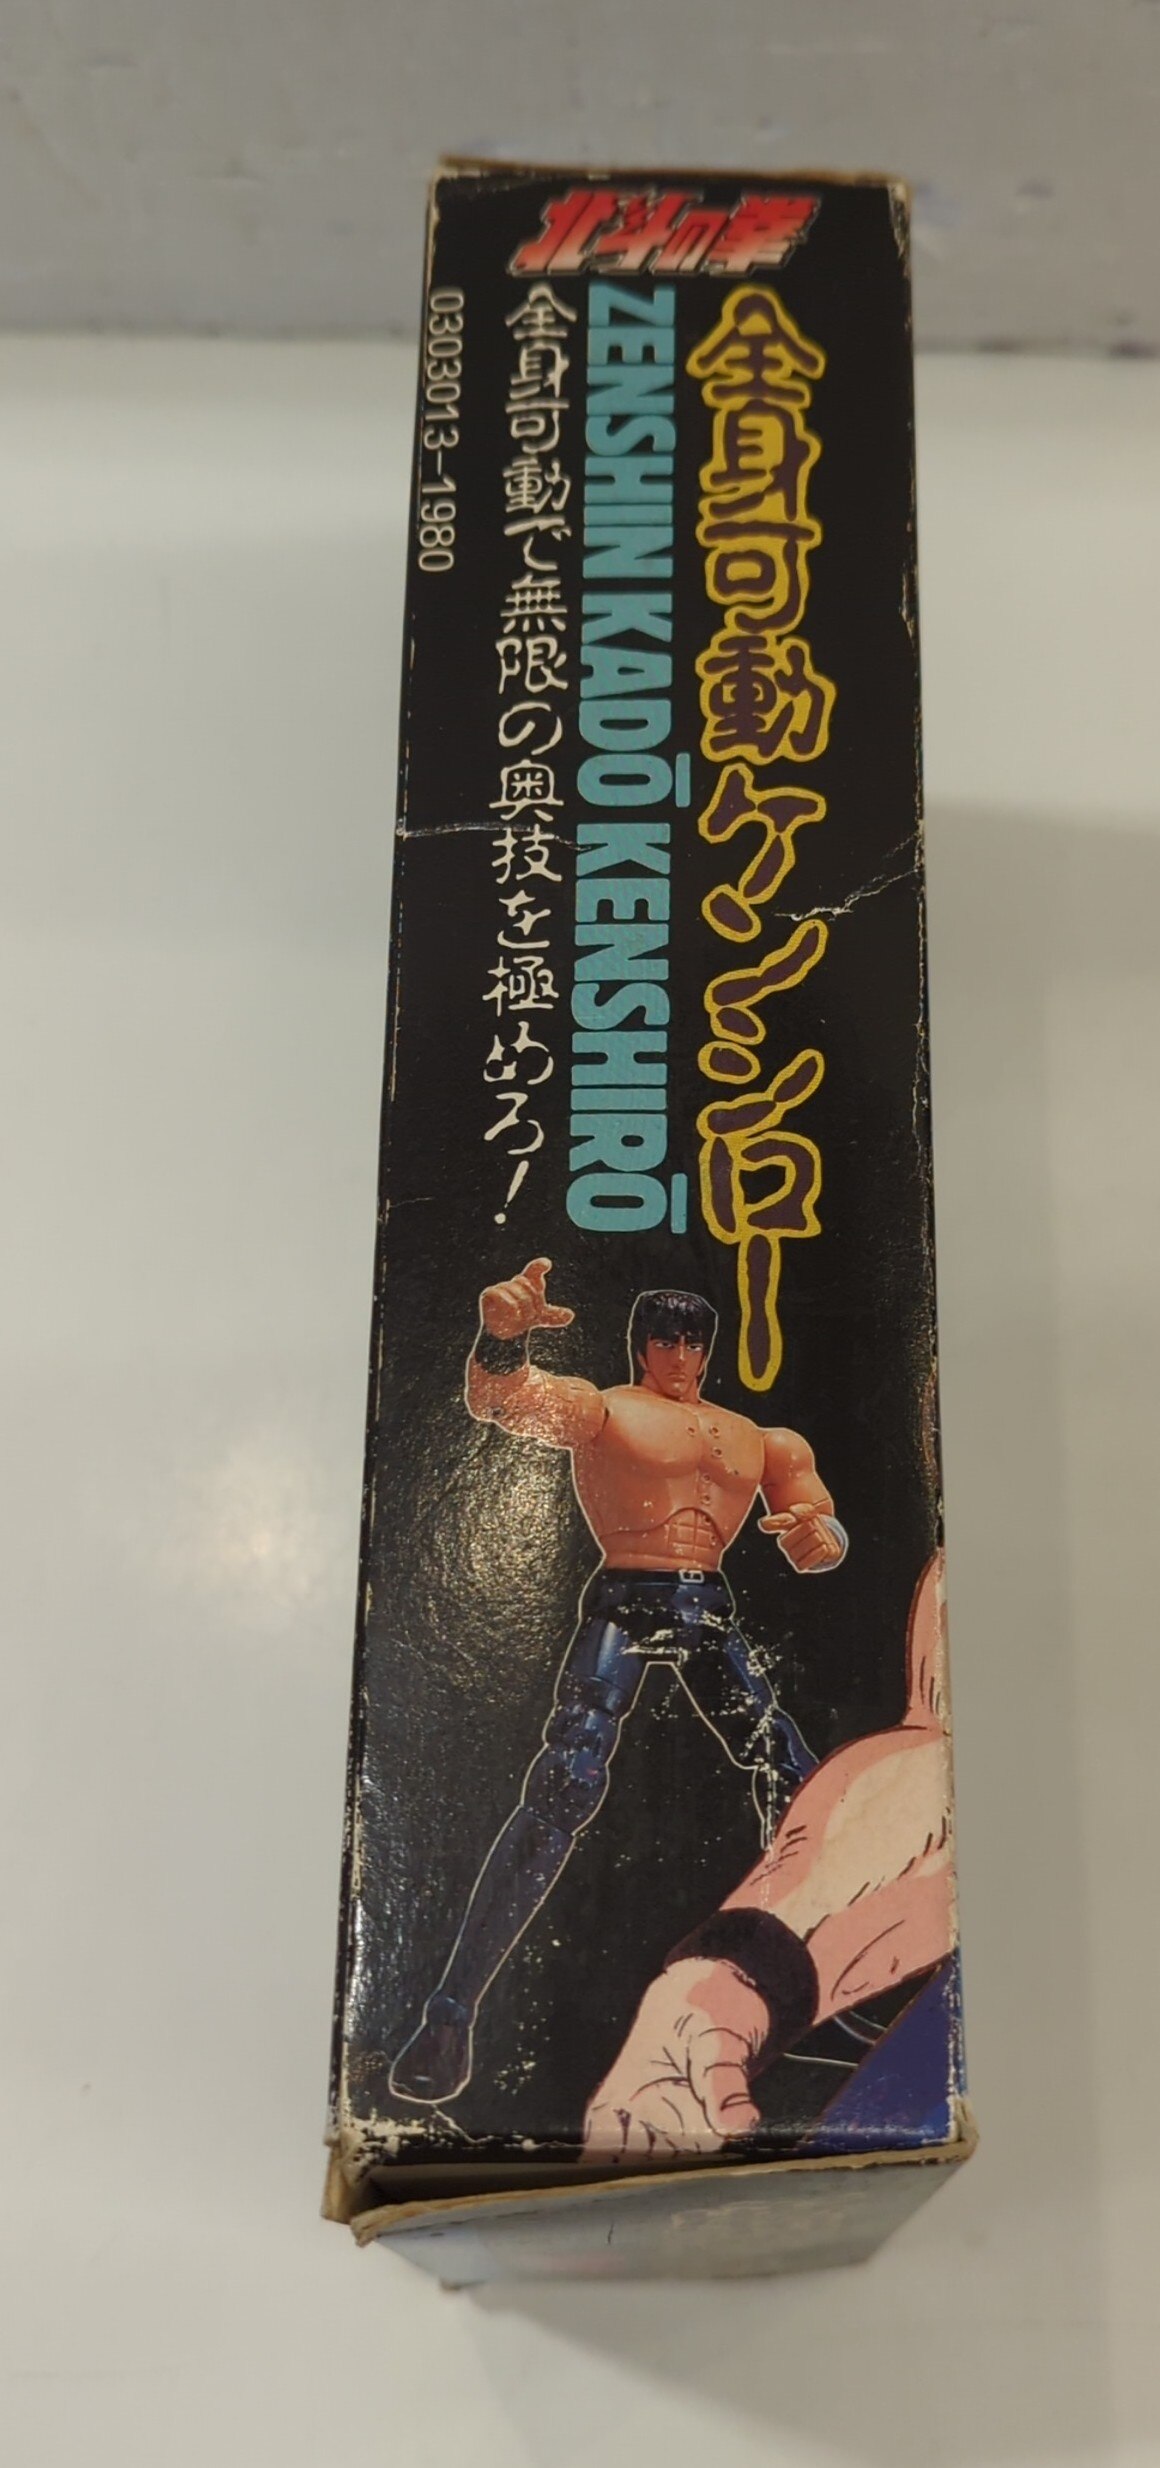 北斗の拳
全身可動ケンシロー
ZENSHIN KADŌ KENSHIRŌ
全身可動で無限の奥技を極めろ！
0303013-1980